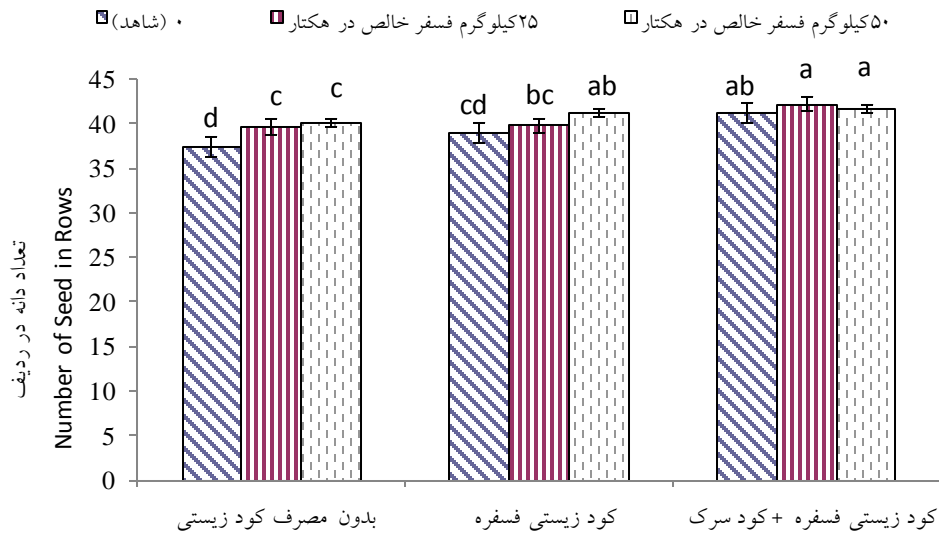 ۰ (شاهد)
۲۵کیلوگرم فسفر خالص در هکتار
۵۰کیلوگرم فسفر خالص در هکتار
تعداد دانه در ردیف
Number of Seed in Rows
45
40
35
30
25
20
15
10
5
0
d
c
c
cd
bc
ab
ab
a
a
بدون مصرف کود زیستی
کود زیستی فسفره
کود زیستی فسفره + کود سرک